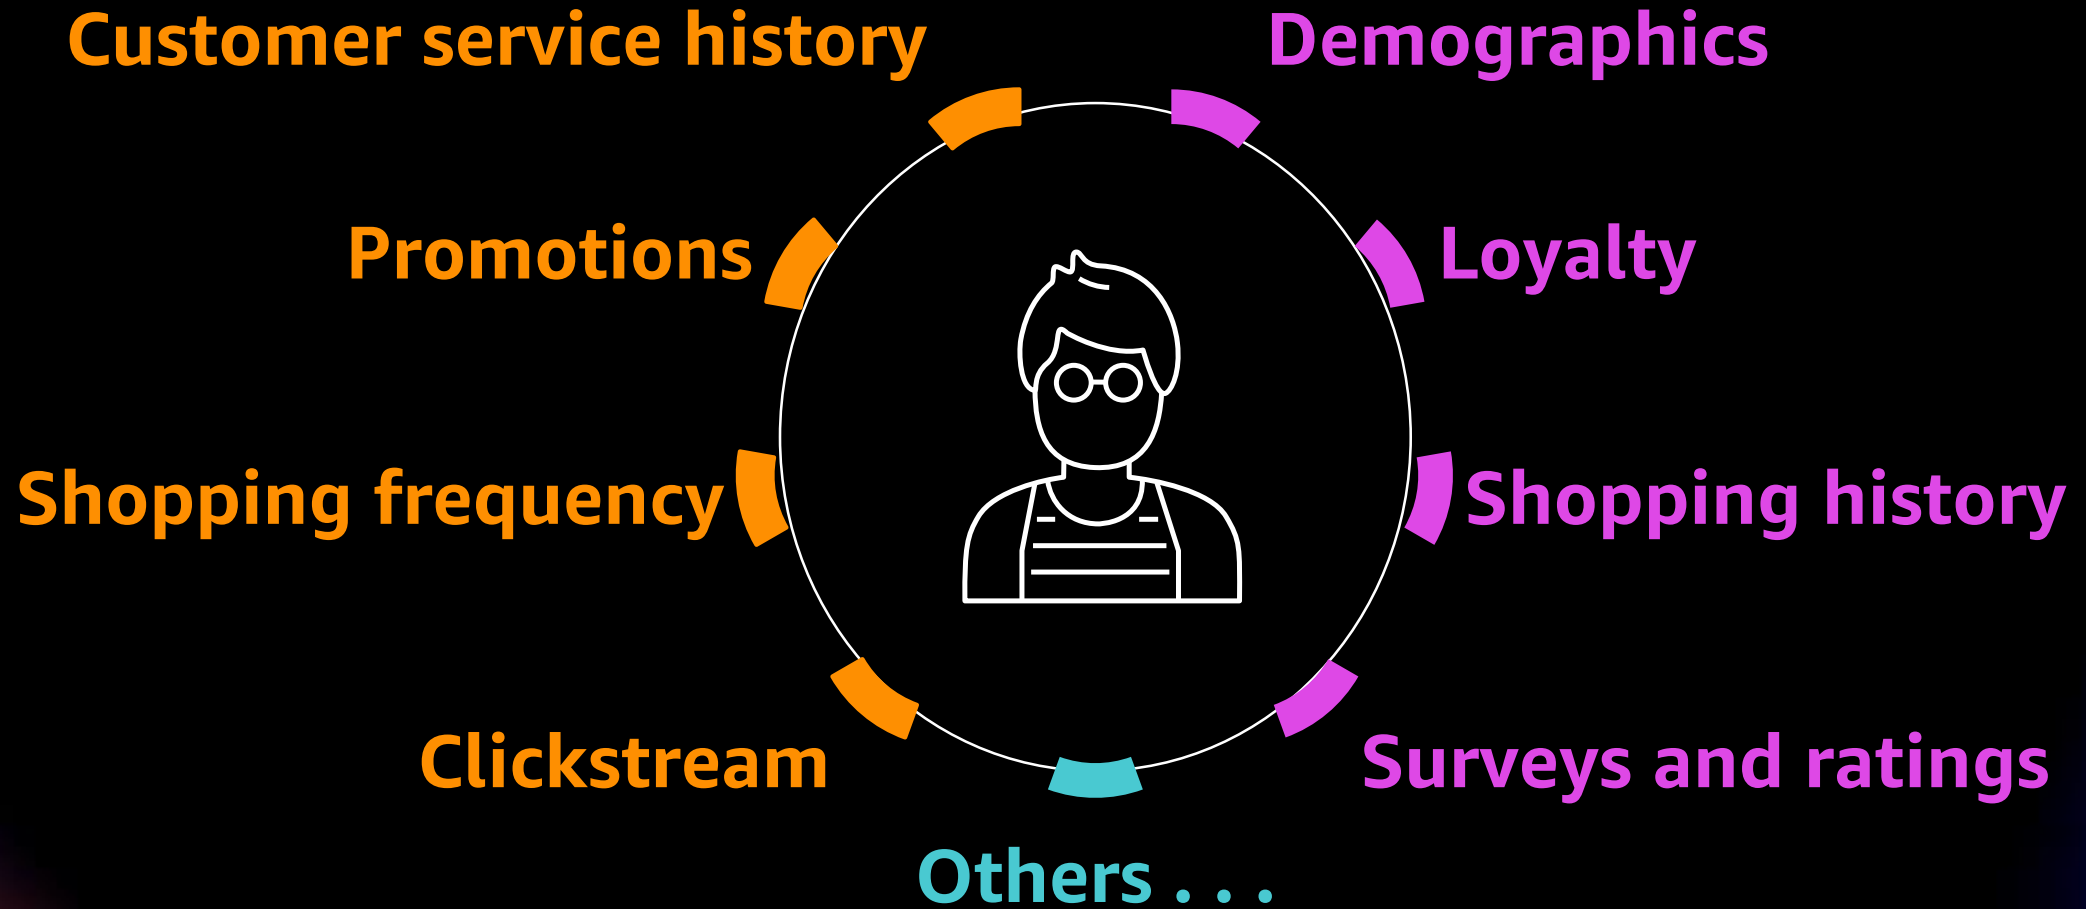 Customer service history
Demographics
Promotions
Loyalty
Shopping frequency
Shopping history
Clickstream
Surveys and ratings
Others . . .